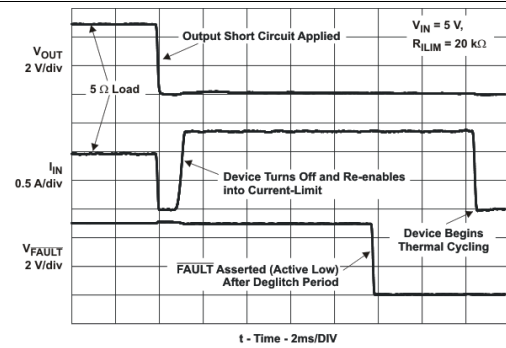 V_OUT
2 V/div
Output Short Circuit Applied
V_IN = 5 V,
R_ILIM = 20 kΩ
5 Ω Load
I_IN
0.5 A/div
Device Turns Off and Re-enables
into Current-Limit
V_F̅A̅U̅L̅T̅
2 V/div
Device Begins
Thermal Cycling
F̅A̅U̅L̅T̅ Asserted (Active Low)
After Deglitch Period
t - Time - 2ms/DIV